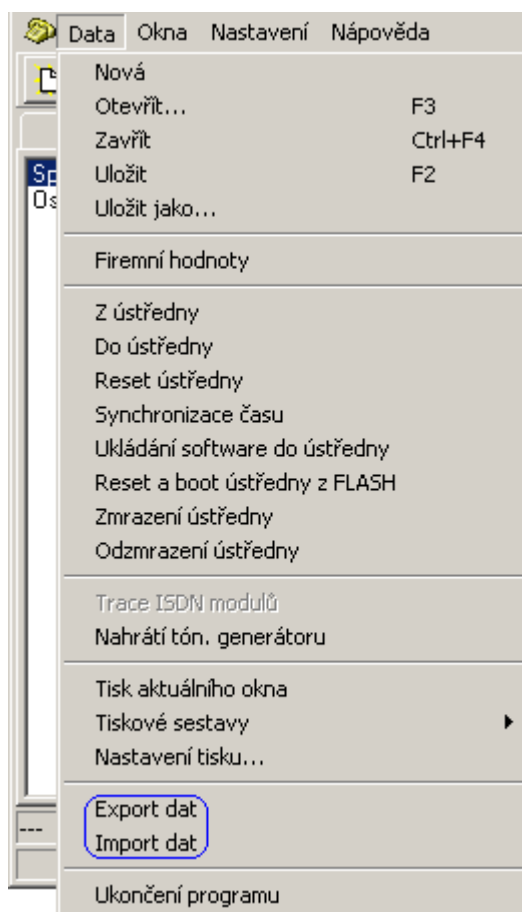 Data Okna Nastavení Nápověda
Nová
Otevřít... F3
Zavřít Ctrl+F4
Uložit F2
Uložit jako...
Firemní hodnoty
Z ústředny
Do ústředny
Reset ústředny
Synchronizace času
Ukládání software do ústředny
Reset a boot ústředny z FLASH
Zmrazení ústředny
Odzmrazení ústředny
Trace ISDN modulů
Nahrátí tón. generátoru
Tisk aktuálního okna
Tiskové sestavy
Nastavení tisku...
Export dat
---
Import dat
Ukončení programu